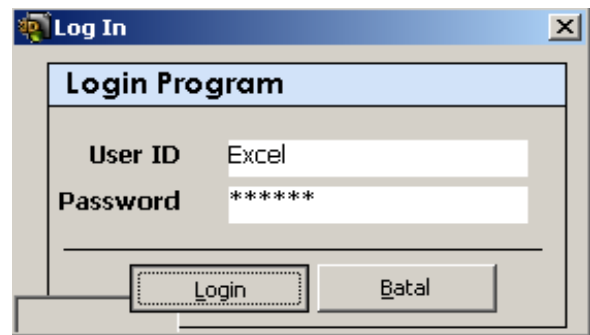 Log In
Login Program
User ID Excel
Password ******
Login Batal